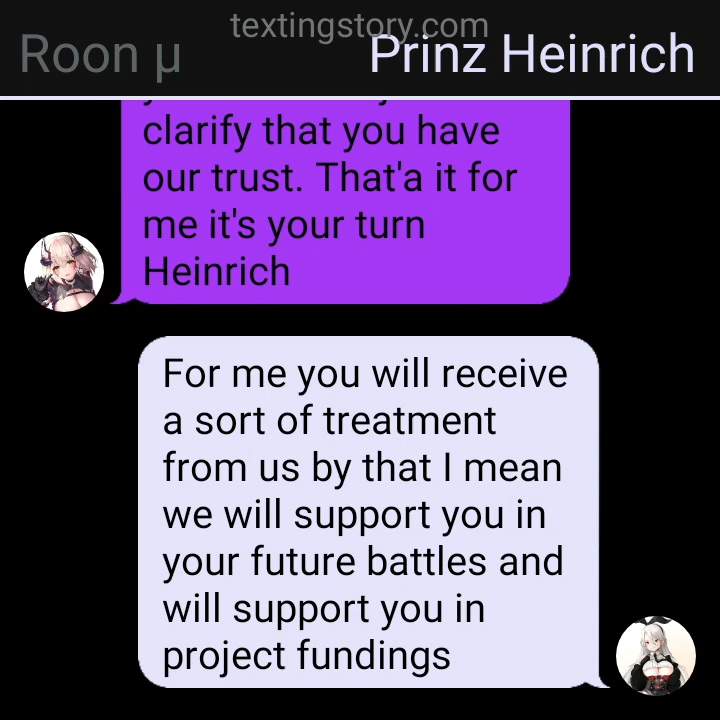 textingstory.com
Roon μ
Prinz Heinrich
clarify that you have
our trust. That'a it for
me it's your turn
Heinrich
For me you will receive
a sort of treatment
from us by that I mean
we will support you in
your future battles and
will support you in
project fundings